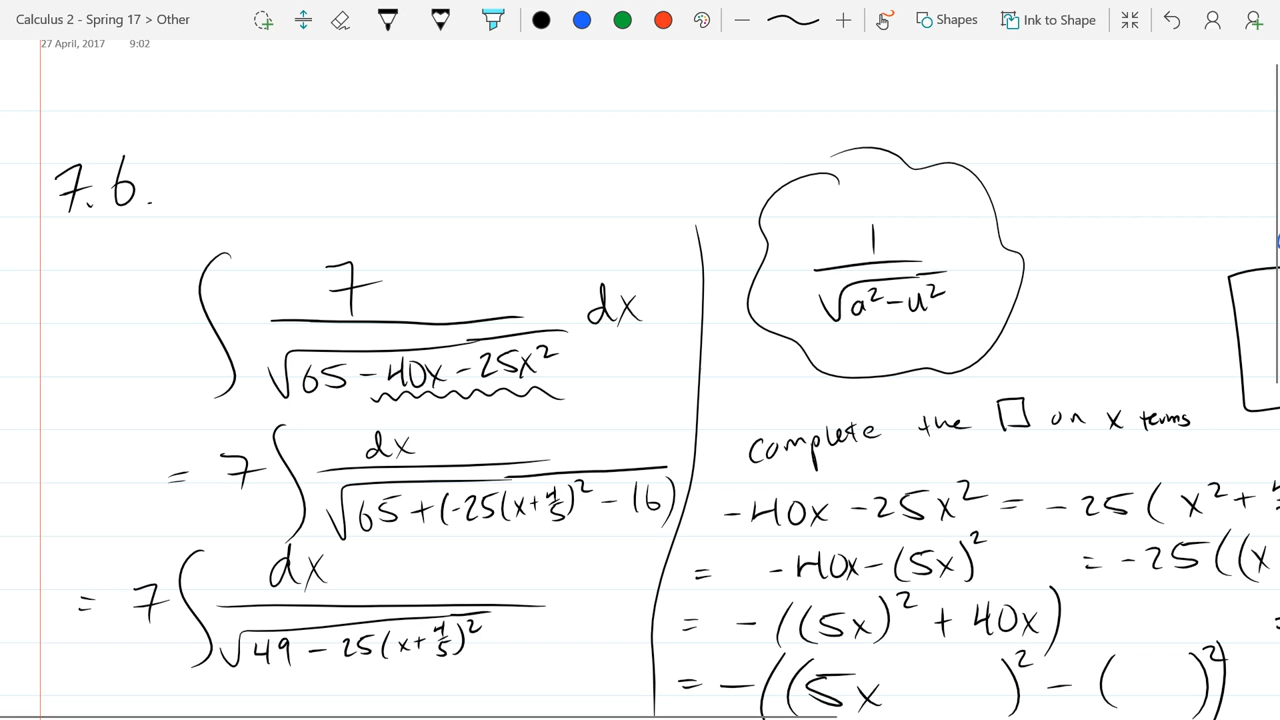 Calculus 2 - Spring 17 > Other
Shapes
Ink to Shape
27 April, 2017 9:02
7.6.
∫ 7/√(65 - 40x - 25x²) dx
= 7 ∫ dx/√(65 + (-25(x + 4/5)² - 16)
= 7 ∫ dx/√(49 - 25(x + 4/5)²)
1/√(a² - u²)
Complete the □ on x terms
-40x - 25x² = -25( x² +
= -40x - (5x)² = -25((x
= -((5x)² + 40x)
= -((5x )² - ( )²)